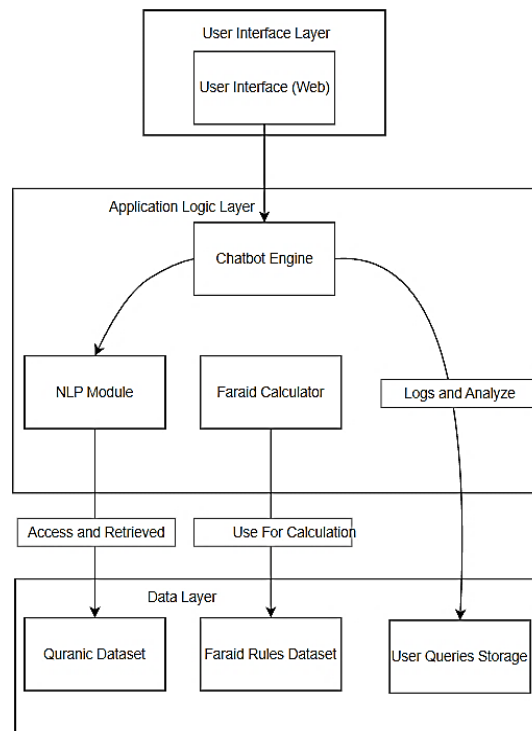 User Interface Layer
User Interface (Web)
Application Logic Layer
Chatbot Engine
NLP Module
Faraid Calculator
Logs and Analyze
Access and Retrieved
Use For Calculation
Data Layer
Quranic Dataset
Faraid Rules Dataset
User Queries Storage